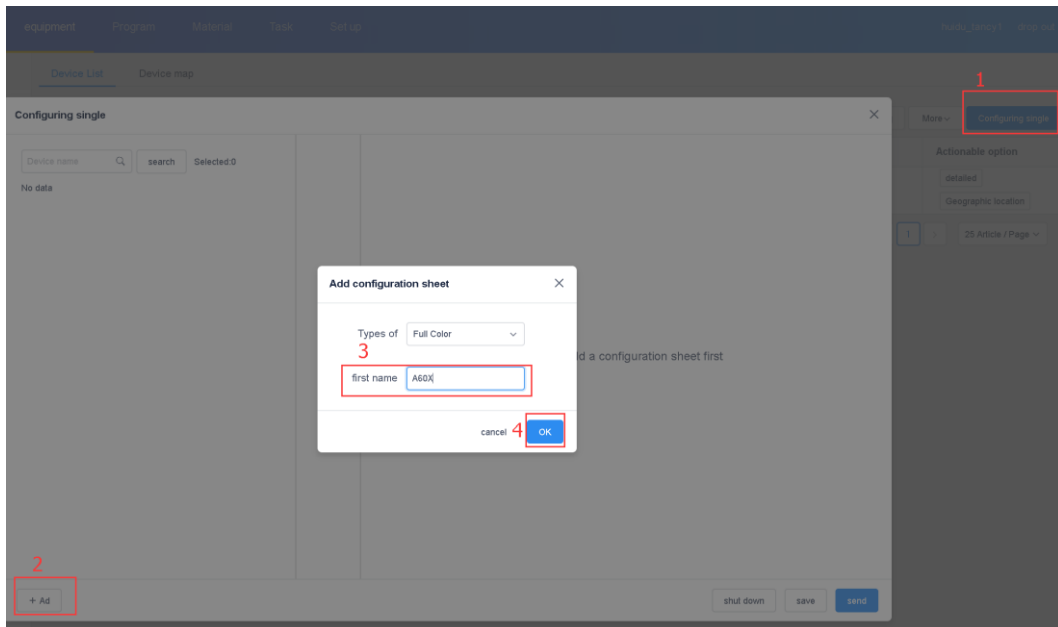 equipment Program Material Task Set up
Device List Device map
1
Configuring single
More
Configuring single
Device name search Selected:0
Actionable option
No data
detailed
Geographic location
1 25 Article / Page
Add configuration sheet
Types of Full Color
id a configuration sheet first
3
first name A60X
cancel 4 OK
2
+ Ad
shut down save send